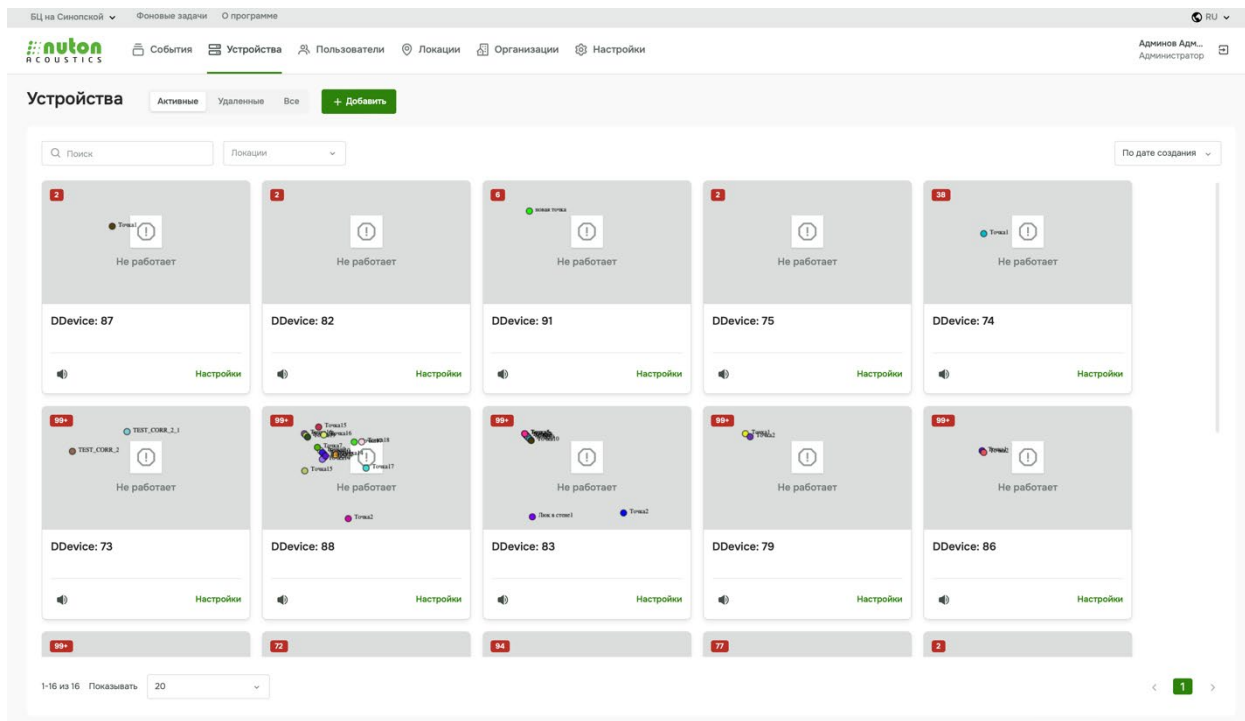 БЦ на Синопской Фоновые задачи О программе RU
nuton
ACOUSTICS
События Устройства Пользователи Локации Организации Настройки
Админов Адм...
Администратор
Устройства Активные Удаленные Все + Добавить
Поиск Локации По дате создания
2 2 6 2 38
новая точка
Точка1 Точка1
Не работает Не работает Не работает Не работает Не работает
DDevice: 87 DDevice: 82 DDevice: 91 DDevice: 75 DDevice: 74
Настройки Настройки Настройки Настройки Настройки
99+ 99+ 99+ 99+ 99+
TEST_CORR_2_1 Точка15
TEST_CORR_2 Точка7 Точка2
Точка15 Точка17
Не работает Не работает Не работает Не работает Не работает
Точка2 Люк в стене1 Точка2
DDevice: 73 DDevice: 88 DDevice: 83 DDevice: 79 DDevice: 86
Настройки Настройки Настройки Настройки Настройки
99+ 72 94 77 2
1-16 из 16 Показывать 20 1